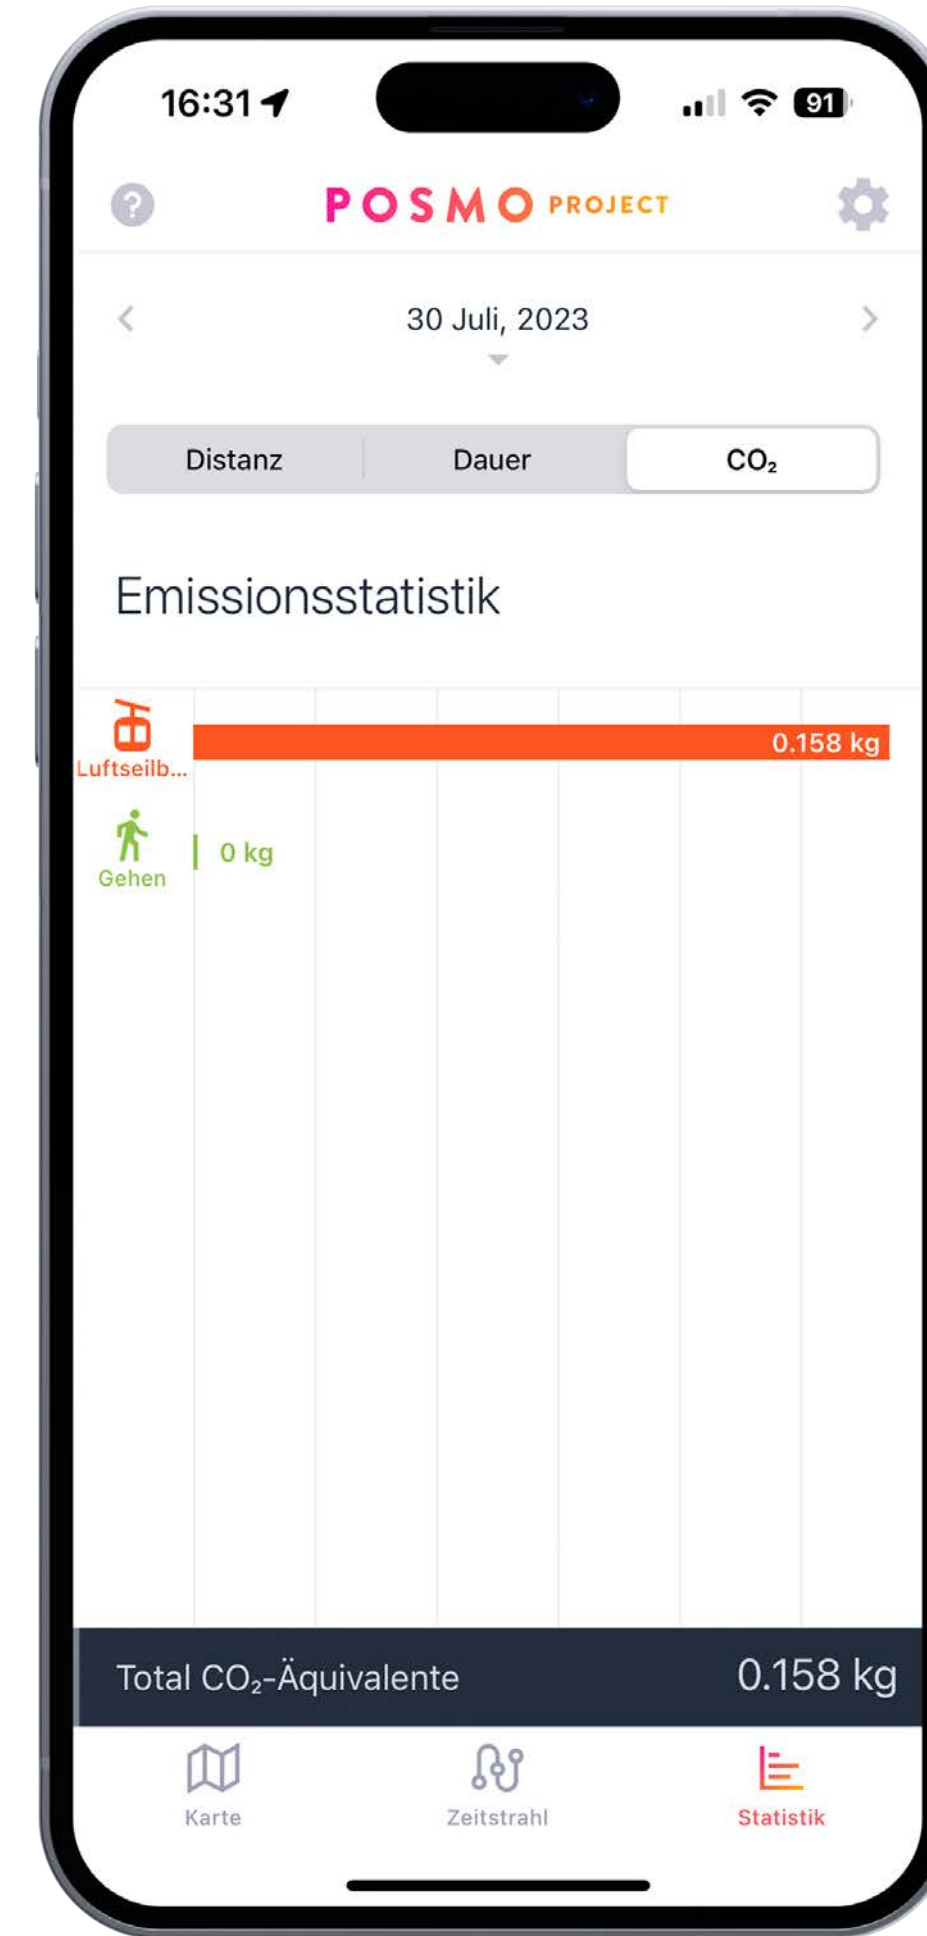 16:31
91
POSMO PROJECT
30 Juli, 2023
Distanz Dauer CO₂
Emissionsstatistik
0.158 kg
Luftseilb...
0 kg
Gehen
Total CO₂-Äquivalente 0.158 kg
Karte Zeitstrahl Statistik